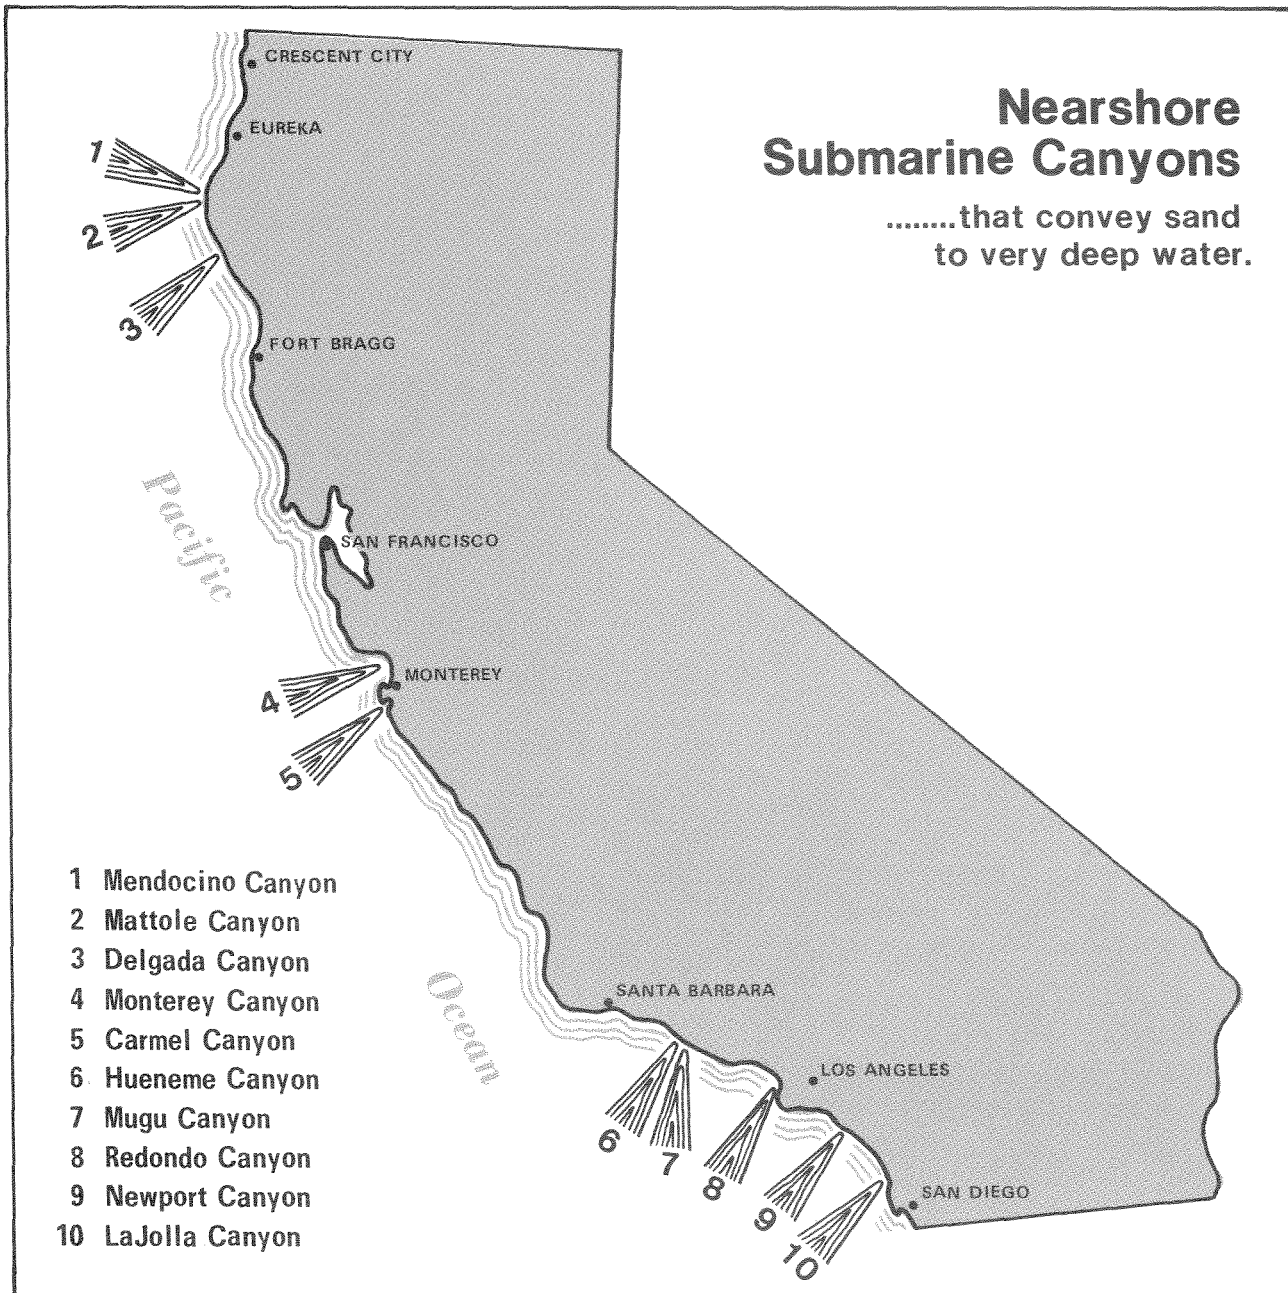 Nearshore
Submarine Canyons
........that convey sand
to very deep water.
CRESCENT CITY
EUREKA
1
2
3
FORT BRAGG
Pacific
SAN FRANCISCO
MONTEREY
4
5
Ocean
SANTA BARBARA
LOS ANGELES
6
7
8
9
10
SAN DIEGO
1 Mendocino Canyon
2 Mattole Canyon
3 Delgada Canyon
4 Monterey Canyon
5 Carmel Canyon
6 Hueneme Canyon
7 Mugu Canyon
8 Redondo Canyon
9 Newport Canyon
10 LaJolla Canyon